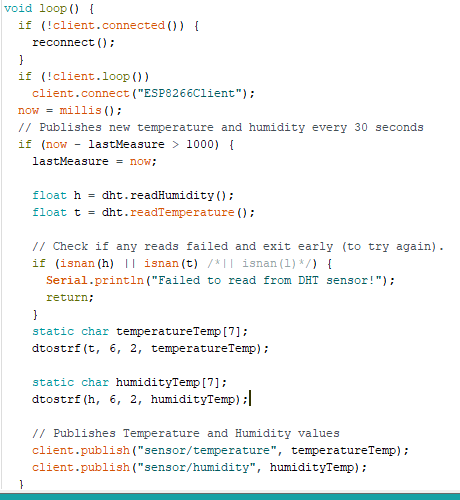 void loop() {
  if (!client.connected()) {
    reconnect();
  }
  if (!client.loop())
    client.connect("ESP8266Client");
  now = millis();
  // Publishes new temperature and humidity every 30 seconds
  if (now - lastMeasure > 1000) {
    lastMeasure = now;

    float h = dht.readHumidity();
    float t = dht.readTemperature();

    // Check if any reads failed and exit early (to try again).
    if (isnan(h) || isnan(t) /*|| isnan(l)*/) {
      Serial.println("Failed to read from DHT sensor!");
      return;
    }
    static char temperatureTemp[7];
    dtostrf(t, 6, 2, temperatureTemp);

    static char humidityTemp[7];
    dtostrf(h, 6, 2, humidityTemp);

    // Publishes Temperature and Humidity values
    client.publish("sensor/temperature", temperatureTemp);
    client.publish("sensor/humidity", humidityTemp);
  }